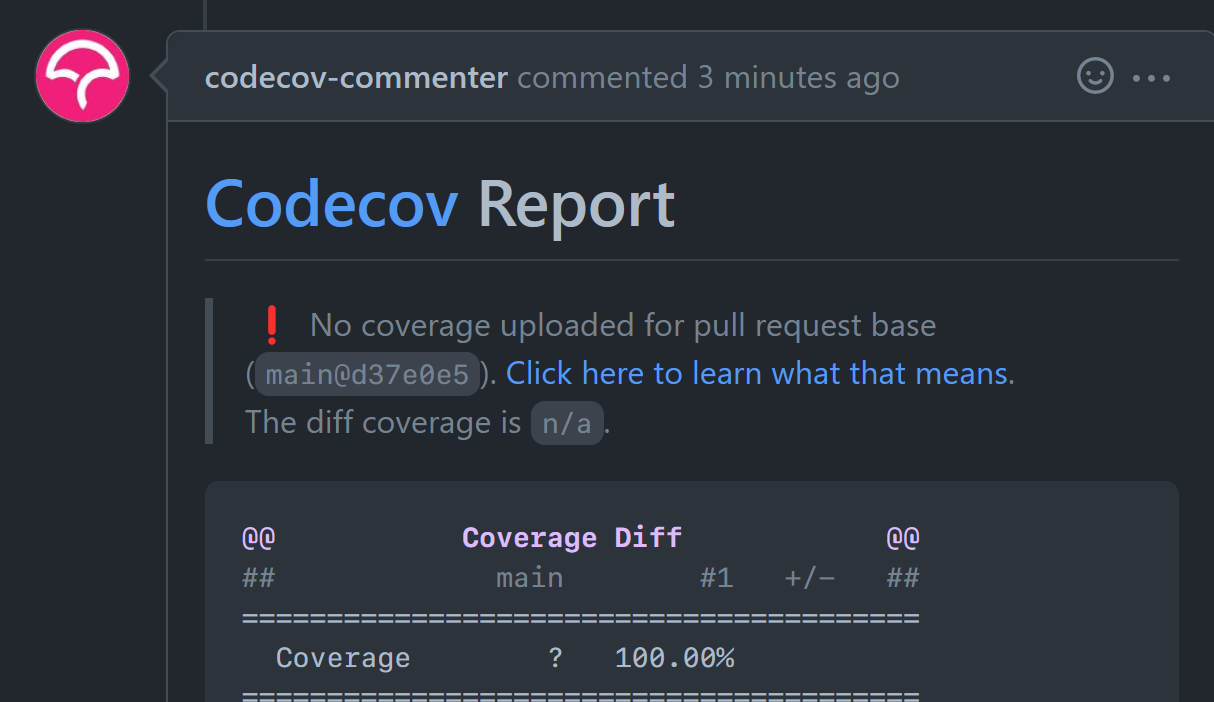 codecov-commenter commented 3 minutes ago
Codecov Report
❗ No coverage uploaded for pull request base
(main@d37e0e5). Click here to learn what that means.
The diff coverage is n/a.
@@ Coverage Diff @@
## main #1 +/- ##
========================================
Coverage ? 100.00%
========================================